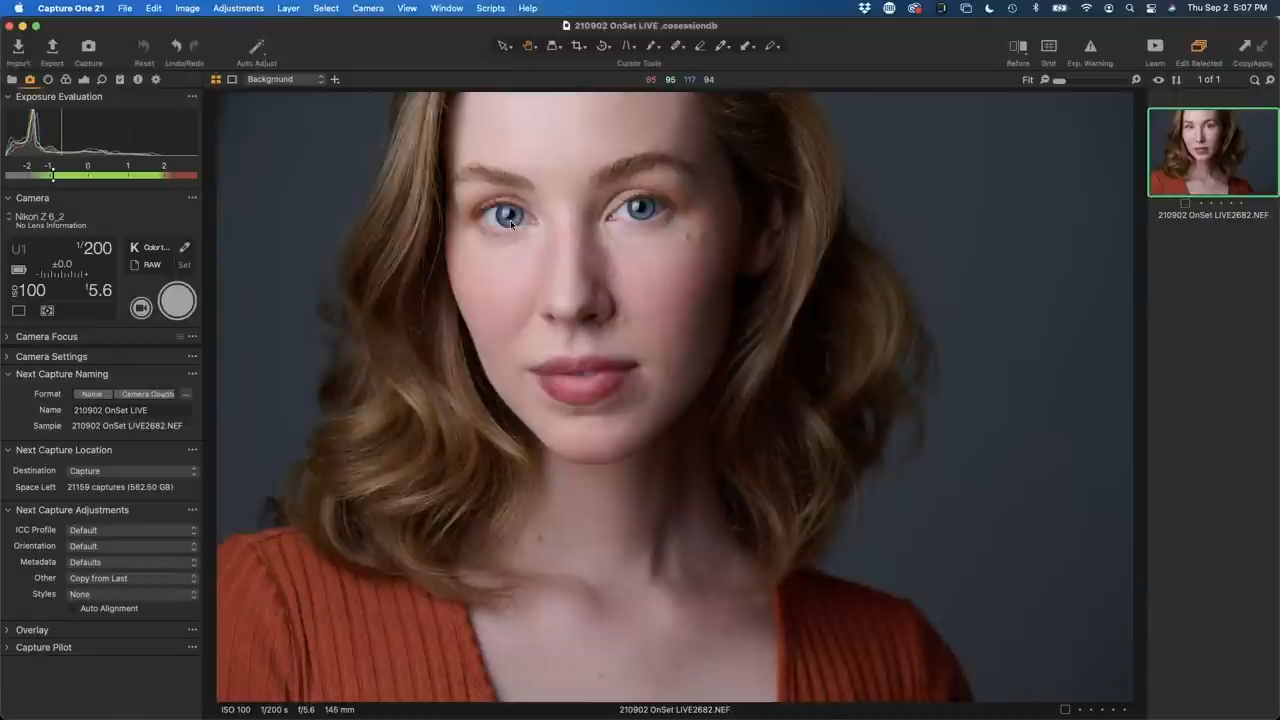 Capture One 21 File Edit Image Adjustments Layer Select Camera View Window Scripts Help Thu Sep 2 5:07 PM
210902 OnSet LIVE .cosessiondb
Import Export Capture Reset Undo/Redo Auto Adjust Cursor Tools Before Grid Exp. Warning Learn Edit Selected Copy/Apply
Background 85 95 117 94 Fit 1 of 1
Exposure Evaluation
-2 -1 0 1 2
Camera
Nikon Z 6_2
No Lens Information
U1 1/200 K Color t...
±0.0 RAW Set
ISO 100 f5.6
Camera Focus
Camera Settings
Next Capture Naming
Format Name Camera Count ...
Name 210902 OnSet LIVE
Sample 210902 OnSet LIVE2682.NEF
Next Capture Location
Destination Capture
Space Left 21159 captures (582.50 GB)
Next Capture Adjustments
ICC Profile Default
Orientation Default
Metadata Defaults
Other Copy from Last
Styles None
Auto Alignment
Overlay
Capture Pilot
210902 OnSet LIVE2682.NEF
ISO 100 1/200 s f/5.6 145 mm 210902 OnSet LIVE2682.NEF